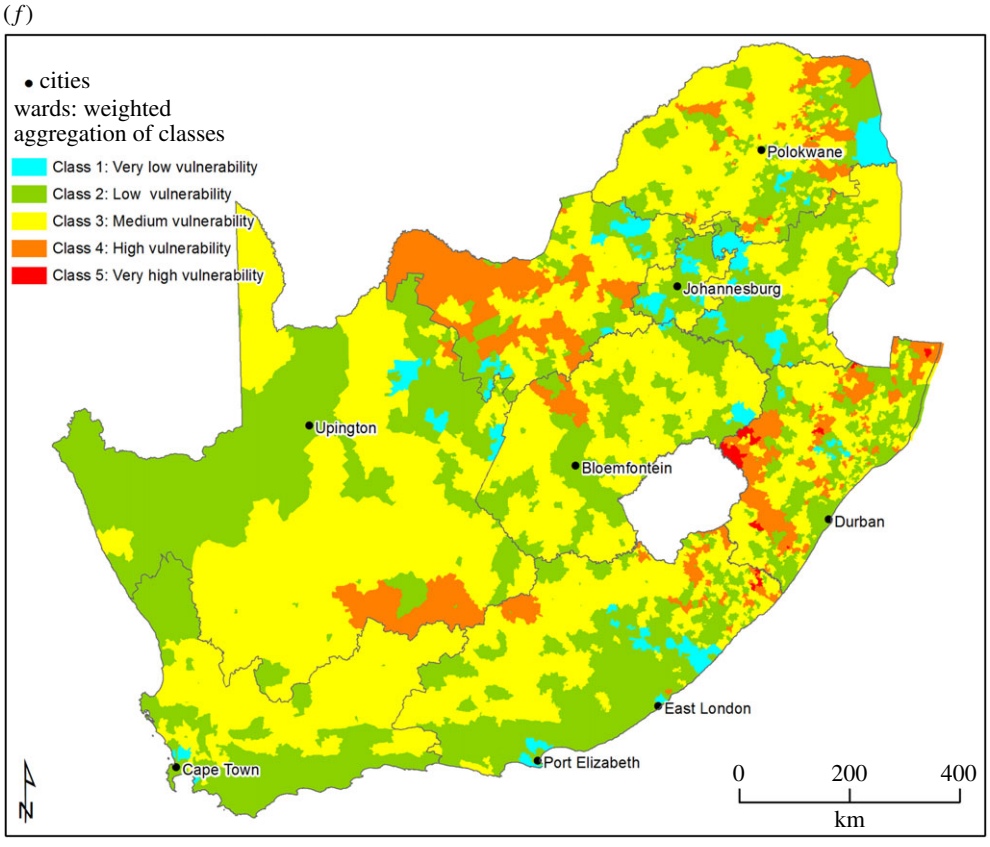 (f)
cities
wards: weighted
aggregation of classes
Class 1: Very low vulnerability
Class 2: Low vulnerability
Class 3: Medium vulnerability
Class 4: High vulnerability
Class 5: Very high vulnerability
Polokwane
Johannesburg
Upington
Bloemfontein
Durban
East London
Port Elizabeth
Cape Town
N
0 200 400
km